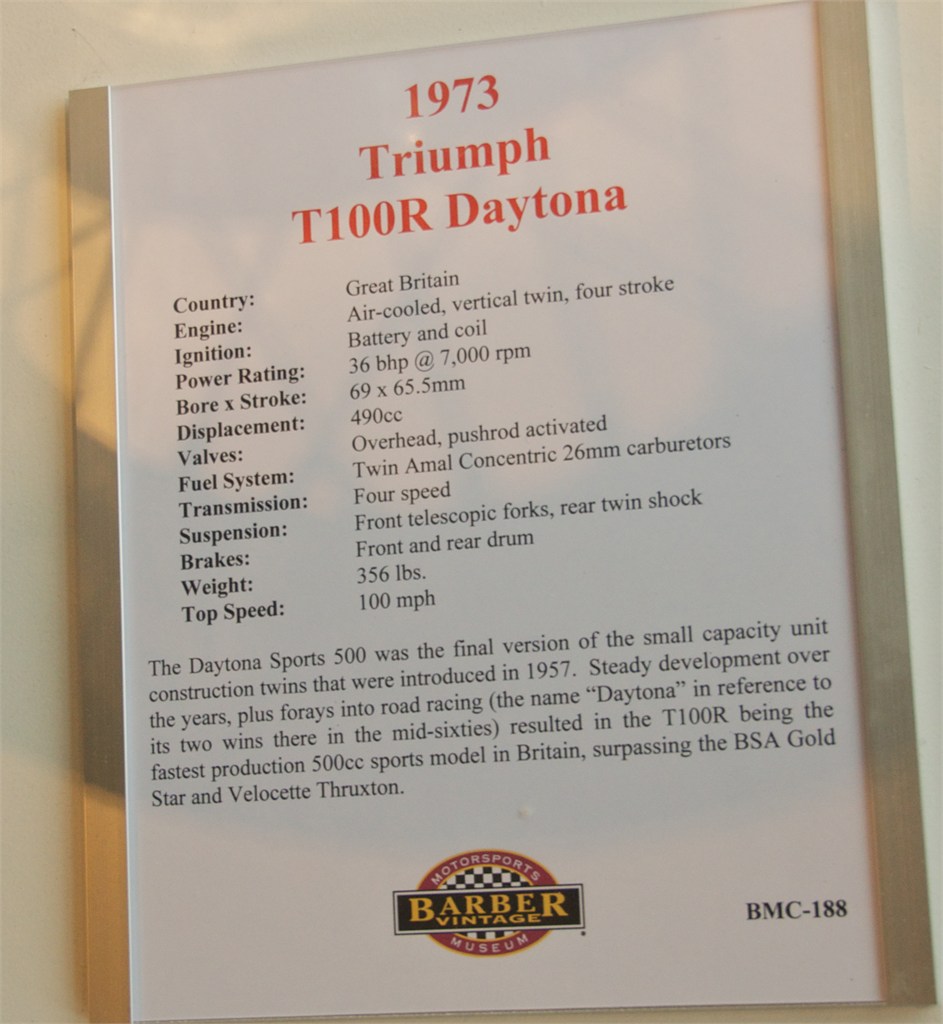 1973
Triumph
T100R Daytona
Country: Great Britain
Engine: Air-cooled, vertical twin, four stroke
Ignition: Battery and coil
Power Rating: 36 bhp @ 7,000 rpm
Bore x Stroke: 69 x 65.5mm
Displacement: 490cc
Valves: Overhead, pushrod activated
Fuel System: Twin Amal Concentric 26mm carburetors
Transmission: Four speed
Suspension: Front telescopic forks, rear twin shock
Brakes: Front and rear drum
Weight: 356 lbs.
Top Speed: 100 mph
The Daytona Sports 500 was the final version of the small capacity unit
construction twins that were introduced in 1957. Steady development over
the years, plus forays into road racing (the name “Daytona” in reference to
its two wins there in the mid-sixties) resulted in the T100R being the
fastest production 500cc sports model in Britain, surpassing the BSA Gold
Star and Velocette Thruxton.
MOTORSPORTS
BARBER
VINTAGE
MUSEUM
BMC-188